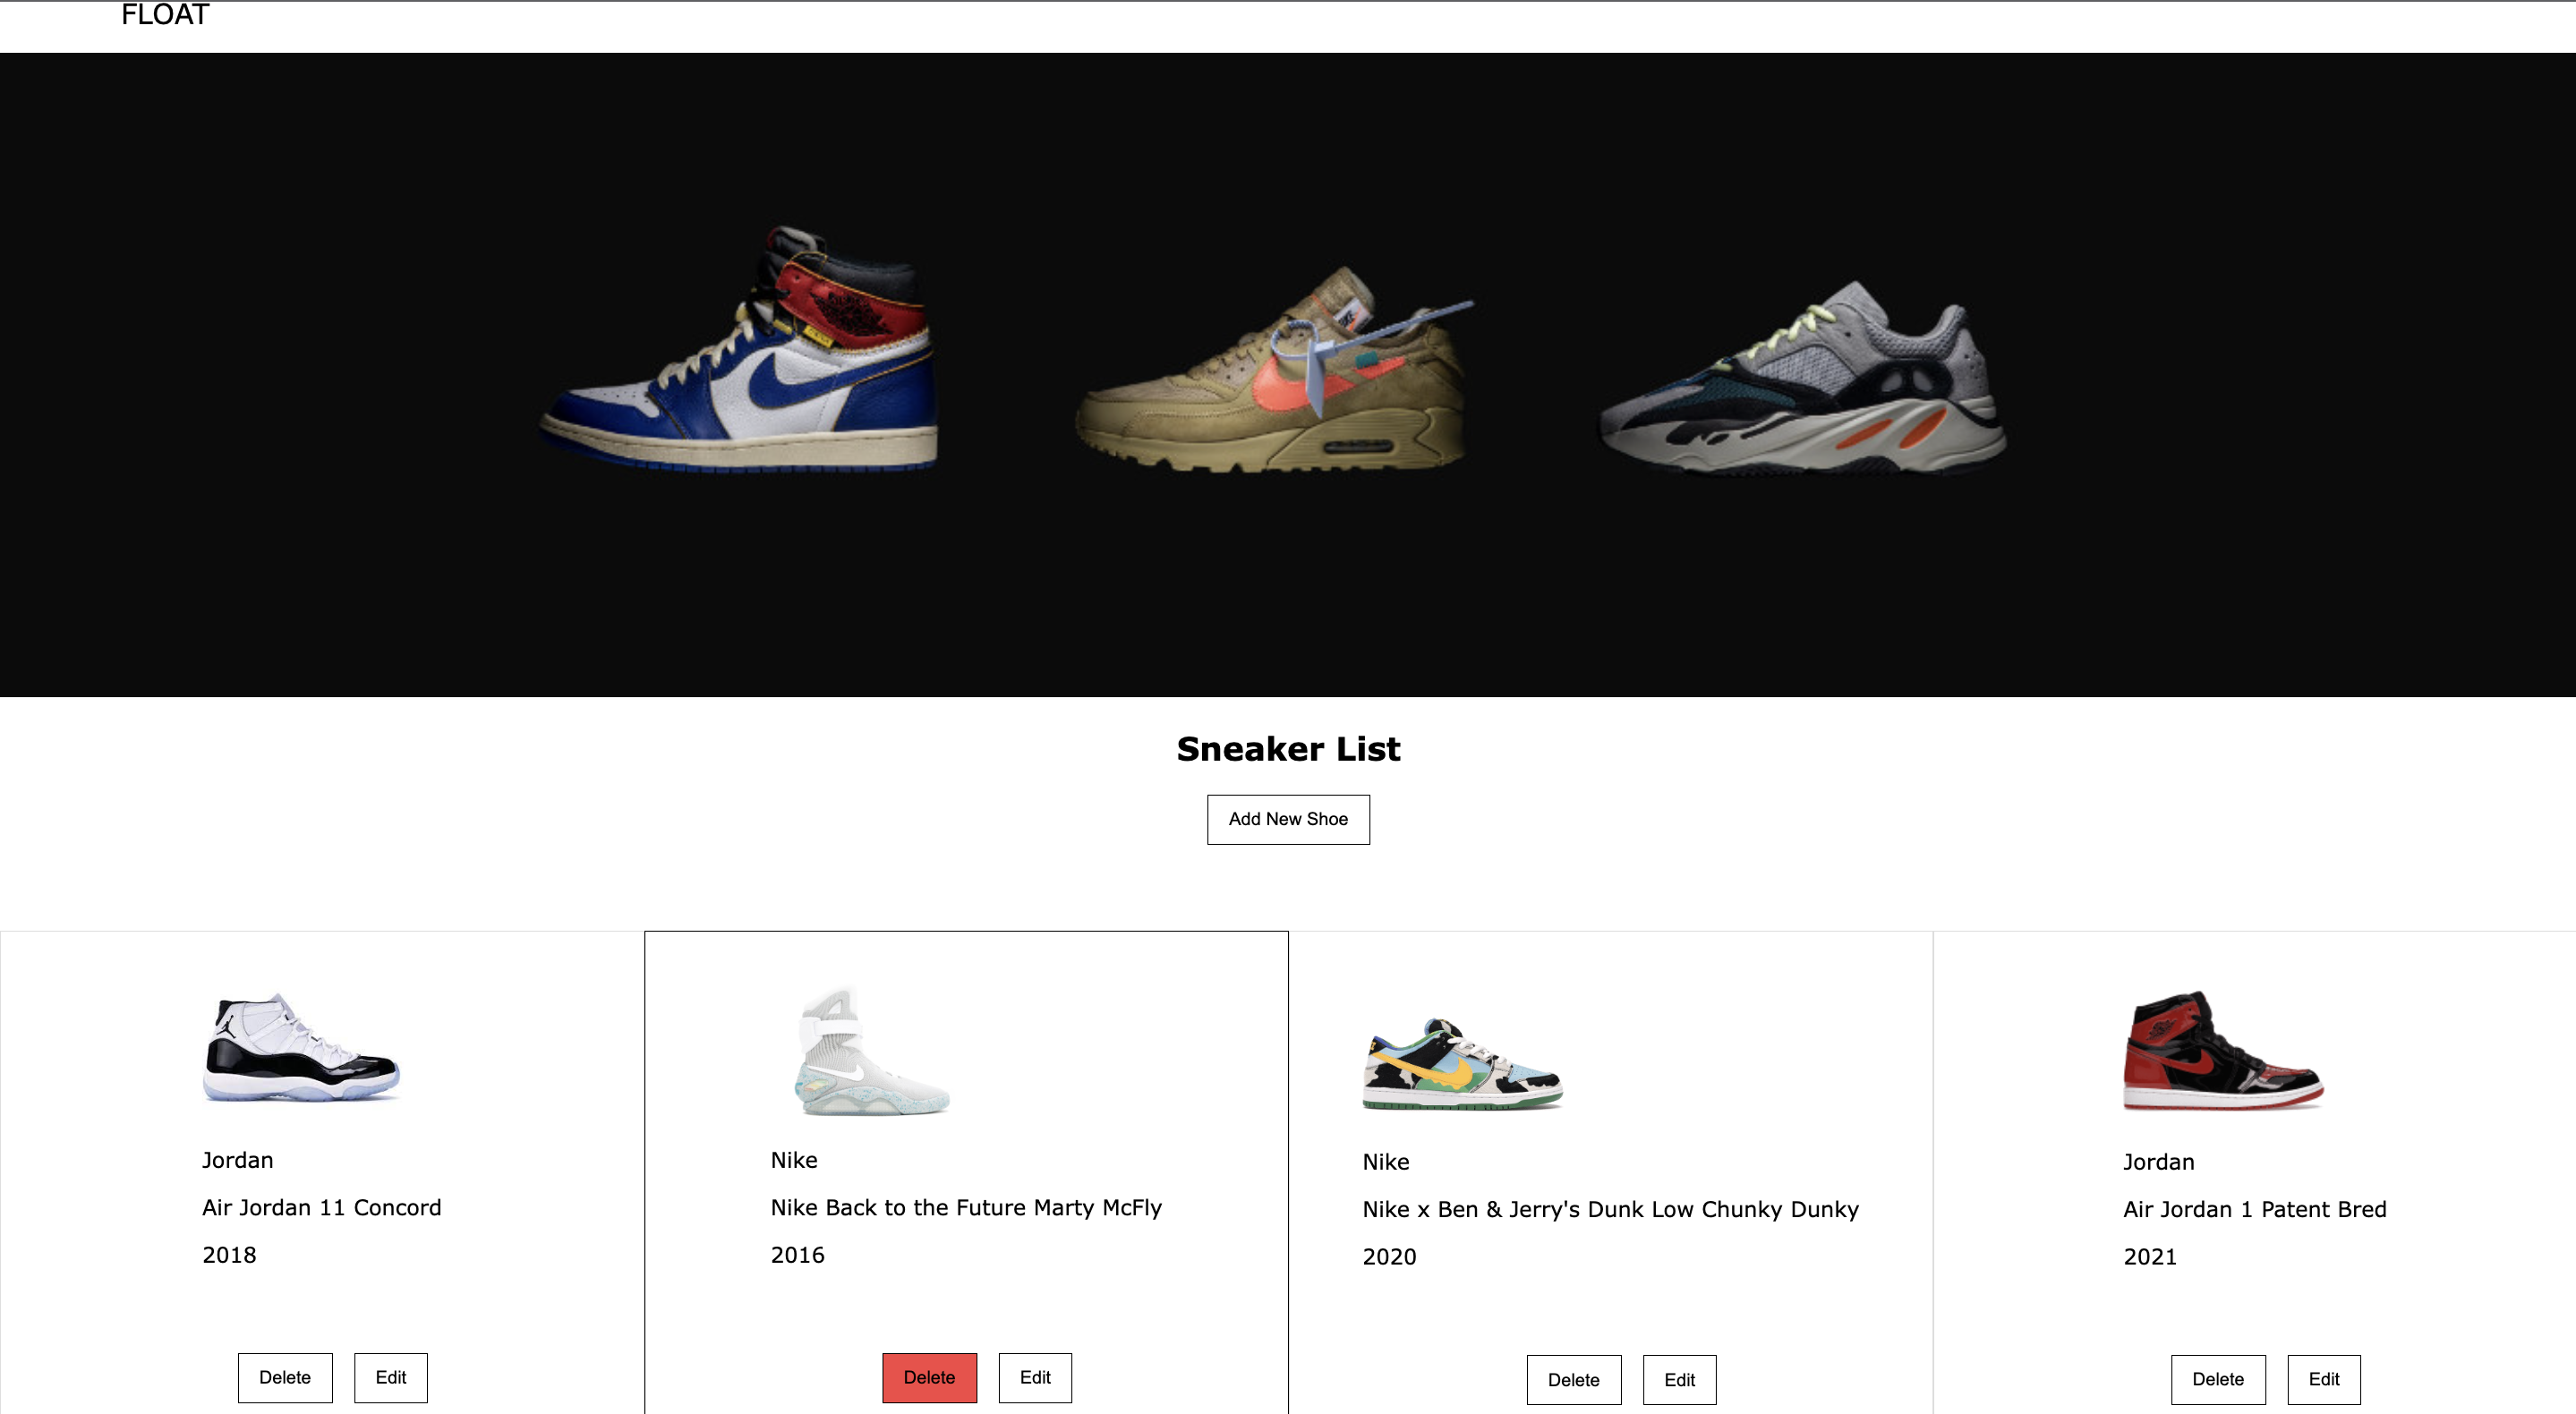 FLOAT
Sneaker List
Add New Shoe
Jordan
Air Jordan 11 Concord
2018
Delete Edit
Nike
Nike Back to the Future Marty McFly
2016
Delete Edit
Nike
Nike x Ben & Jerry's Dunk Low Chunky Dunky
2020
Delete Edit
Jordan
Air Jordan 1 Patent Bred
2021
Delete Edit